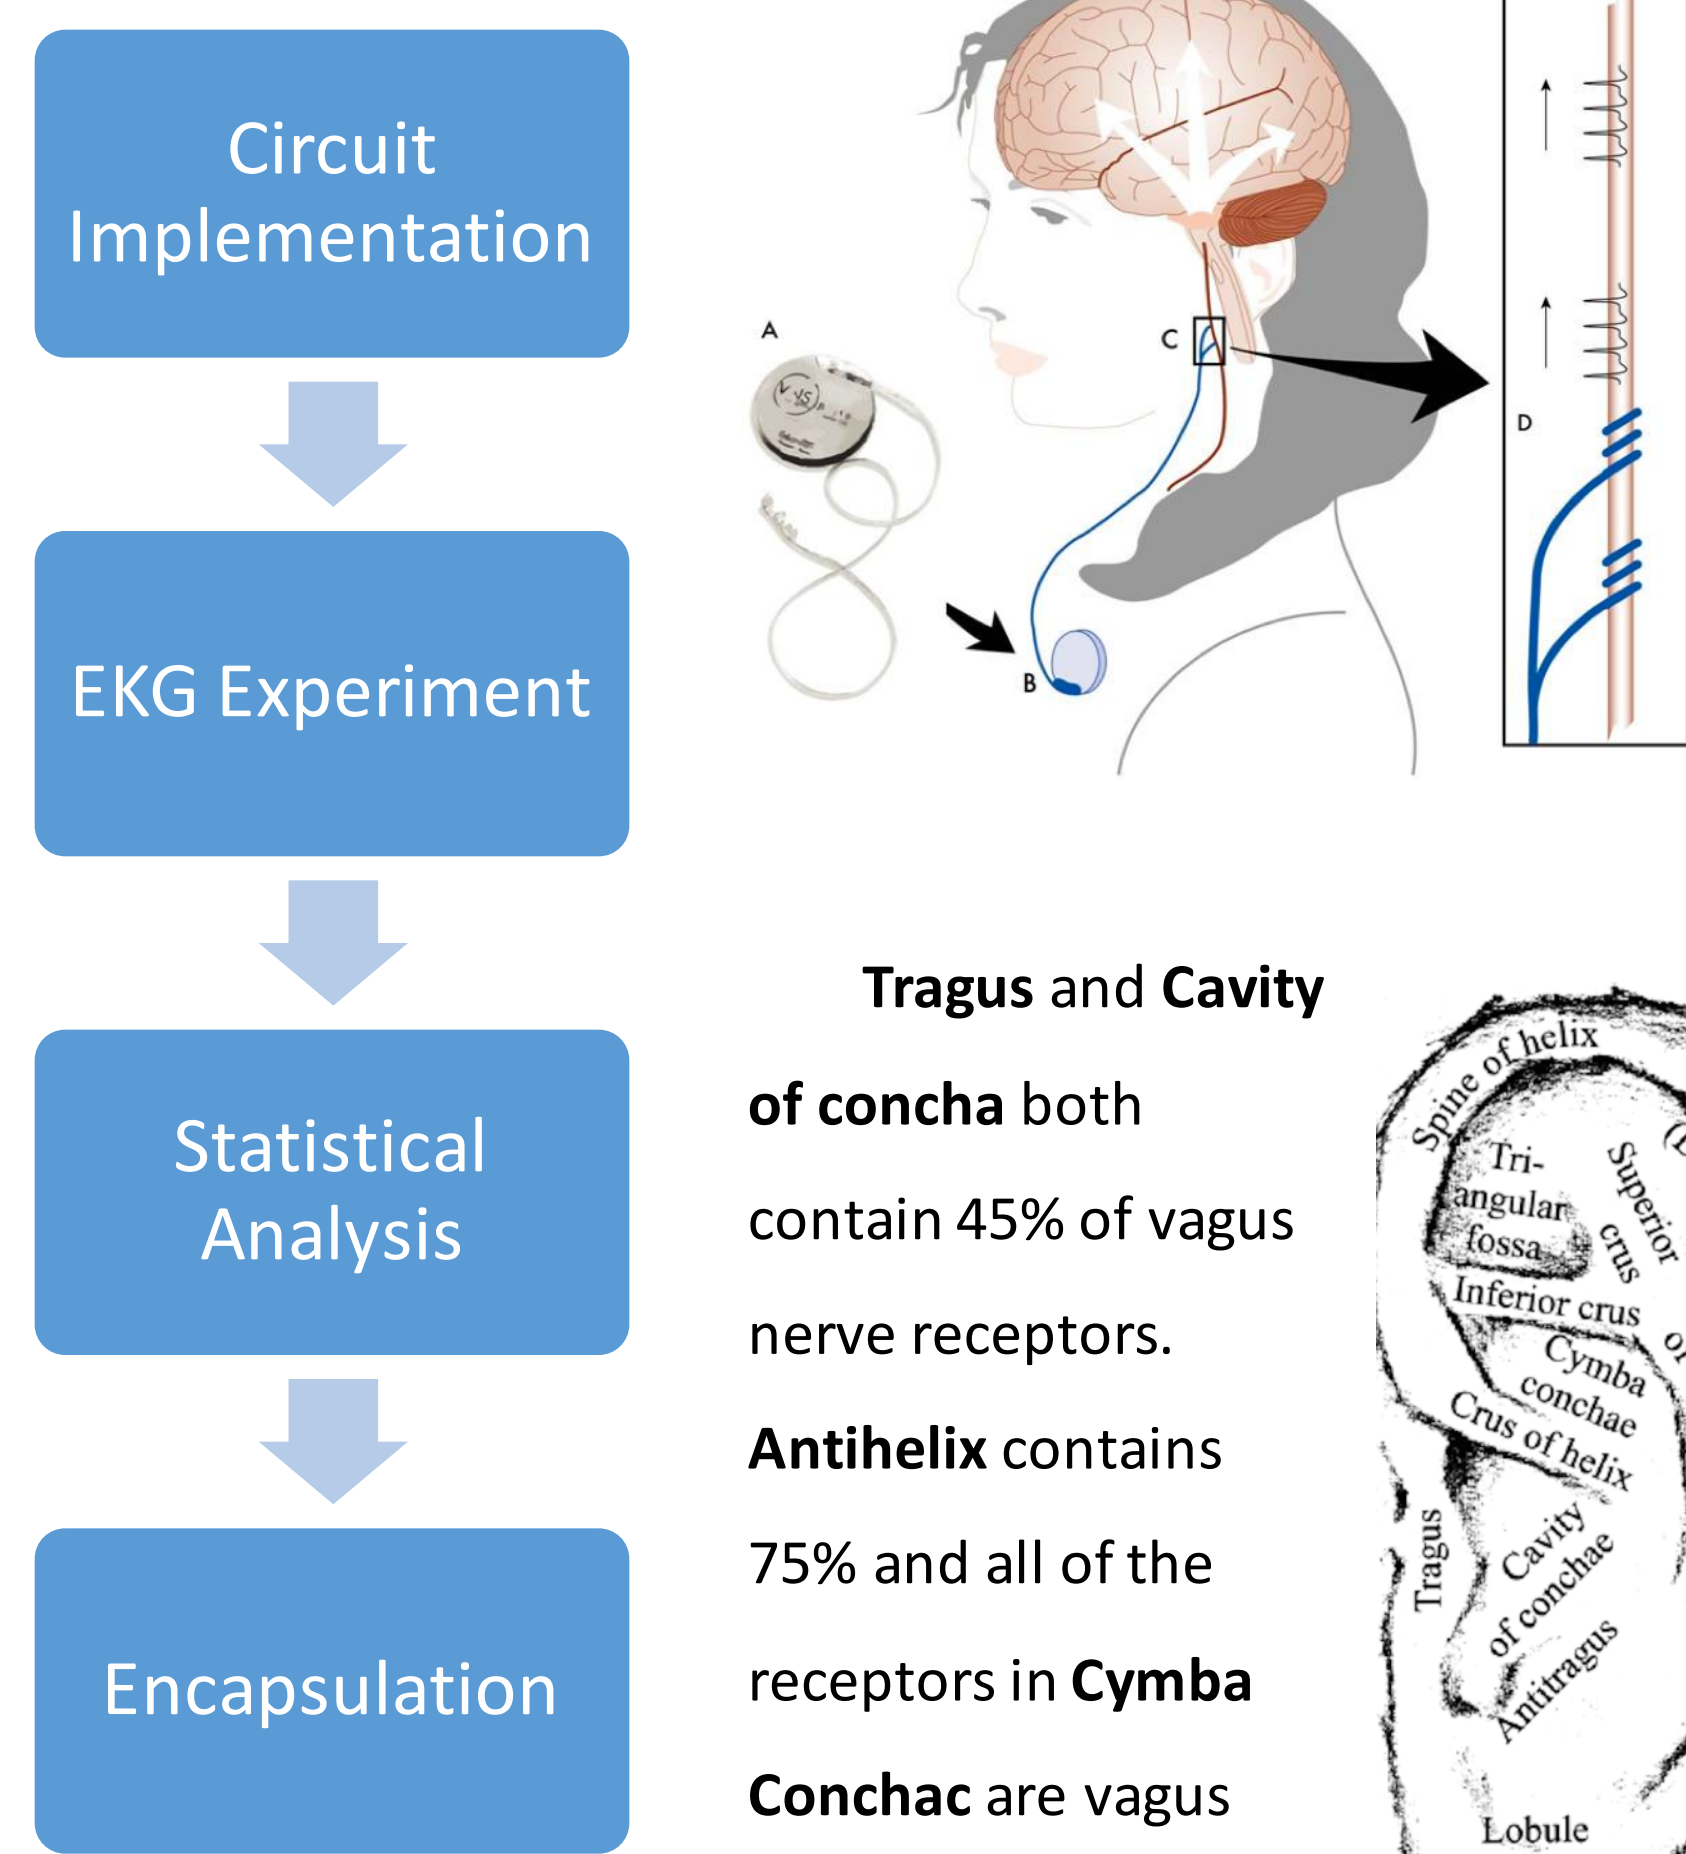 Circuit
Implementation
EKG Experiment
Statistical
Analysis
Encapsulation
A
C
D
B
Tragus and Cavity
of concha both
contain 45% of vagus
nerve receptors.
Antihelix contains
75% and all of the
receptors in Cymba
Conchac are vagus
Spine of helix
Tri-
angular
fossa
Superior
crus
Inferior crus
Cymba
conchae
Crus of helix
Tragus
Cavity
of conchae
Antitragus
Lobule